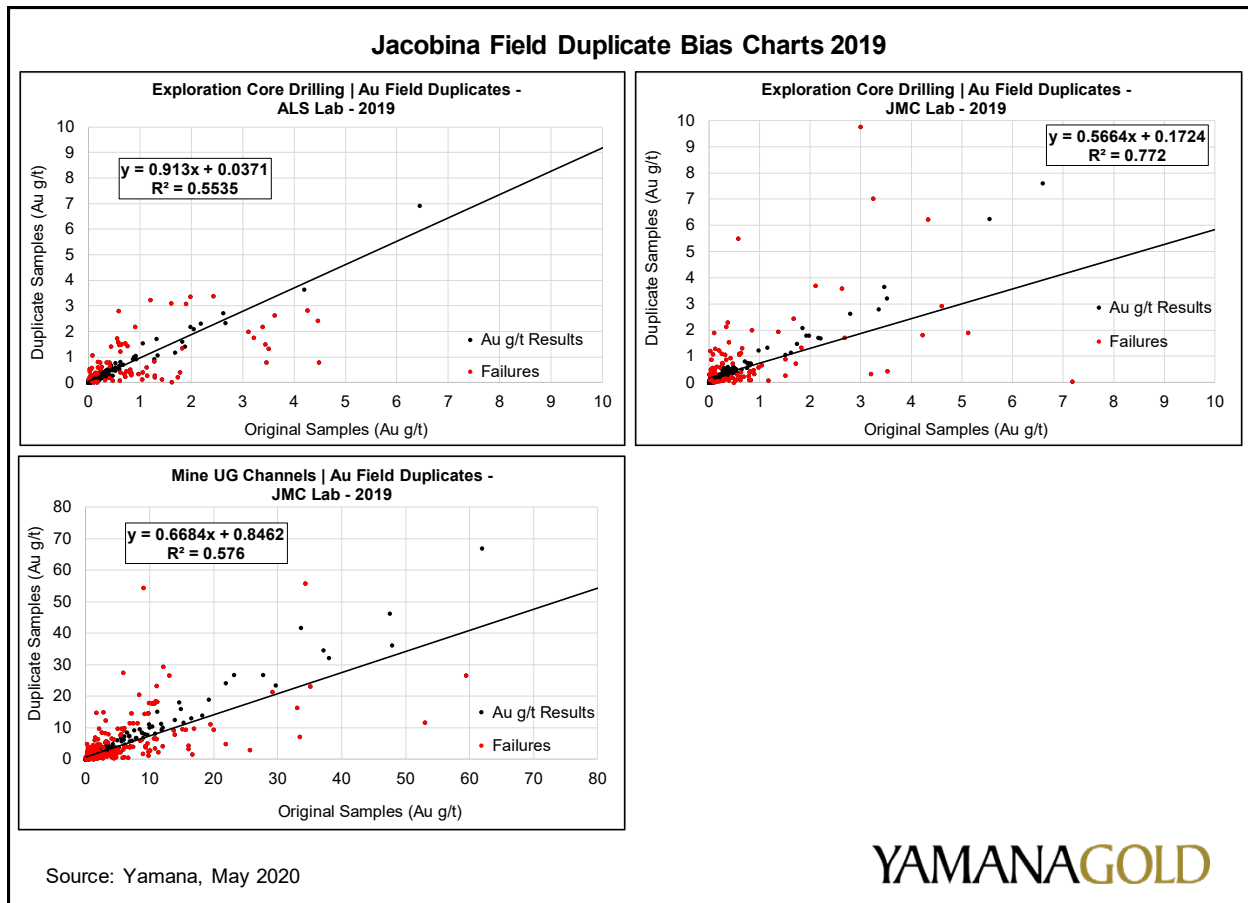 Jacobina Field Duplicate Bias Charts 2019
Exploration Core Drilling | Au Field Duplicates -
ALS Lab - 2019
10
9
8
7
6
5
4
3
2
1
0
Duplicate Samples (Au g/t)
y = 0.913x + 0.0371
R² = 0.5535
Au g/t Results
Failures
0 1 2 3 4 5 6 7 8 9 10
Original Samples (Au g/t)
Exploration Core Drilling | Au Field Duplicates -
JMC Lab - 2019
10
9
8
7
6
5
4
3
2
1
0
Duplicate Samples (Au g/t)
y = 0.5664x + 0.1724
R² = 0.772
Au g/t Results
Failures
0 1 2 3 4 5 6 7 8 9 10
Original Samples (Au g/t)
Mine UG Channels | Au Field Duplicates -
JMC Lab - 2019
80
70
60
50
40
30
20
10
0
Duplicate Samples (Au g/t)
y = 0.6684x + 0.8462
R² = 0.576
Au g/t Results
Failures
0 10 20 30 40 50 60 70 80
Original Samples (Au g/t)
Source: Yamana, May 2020
YAMANAGOLD